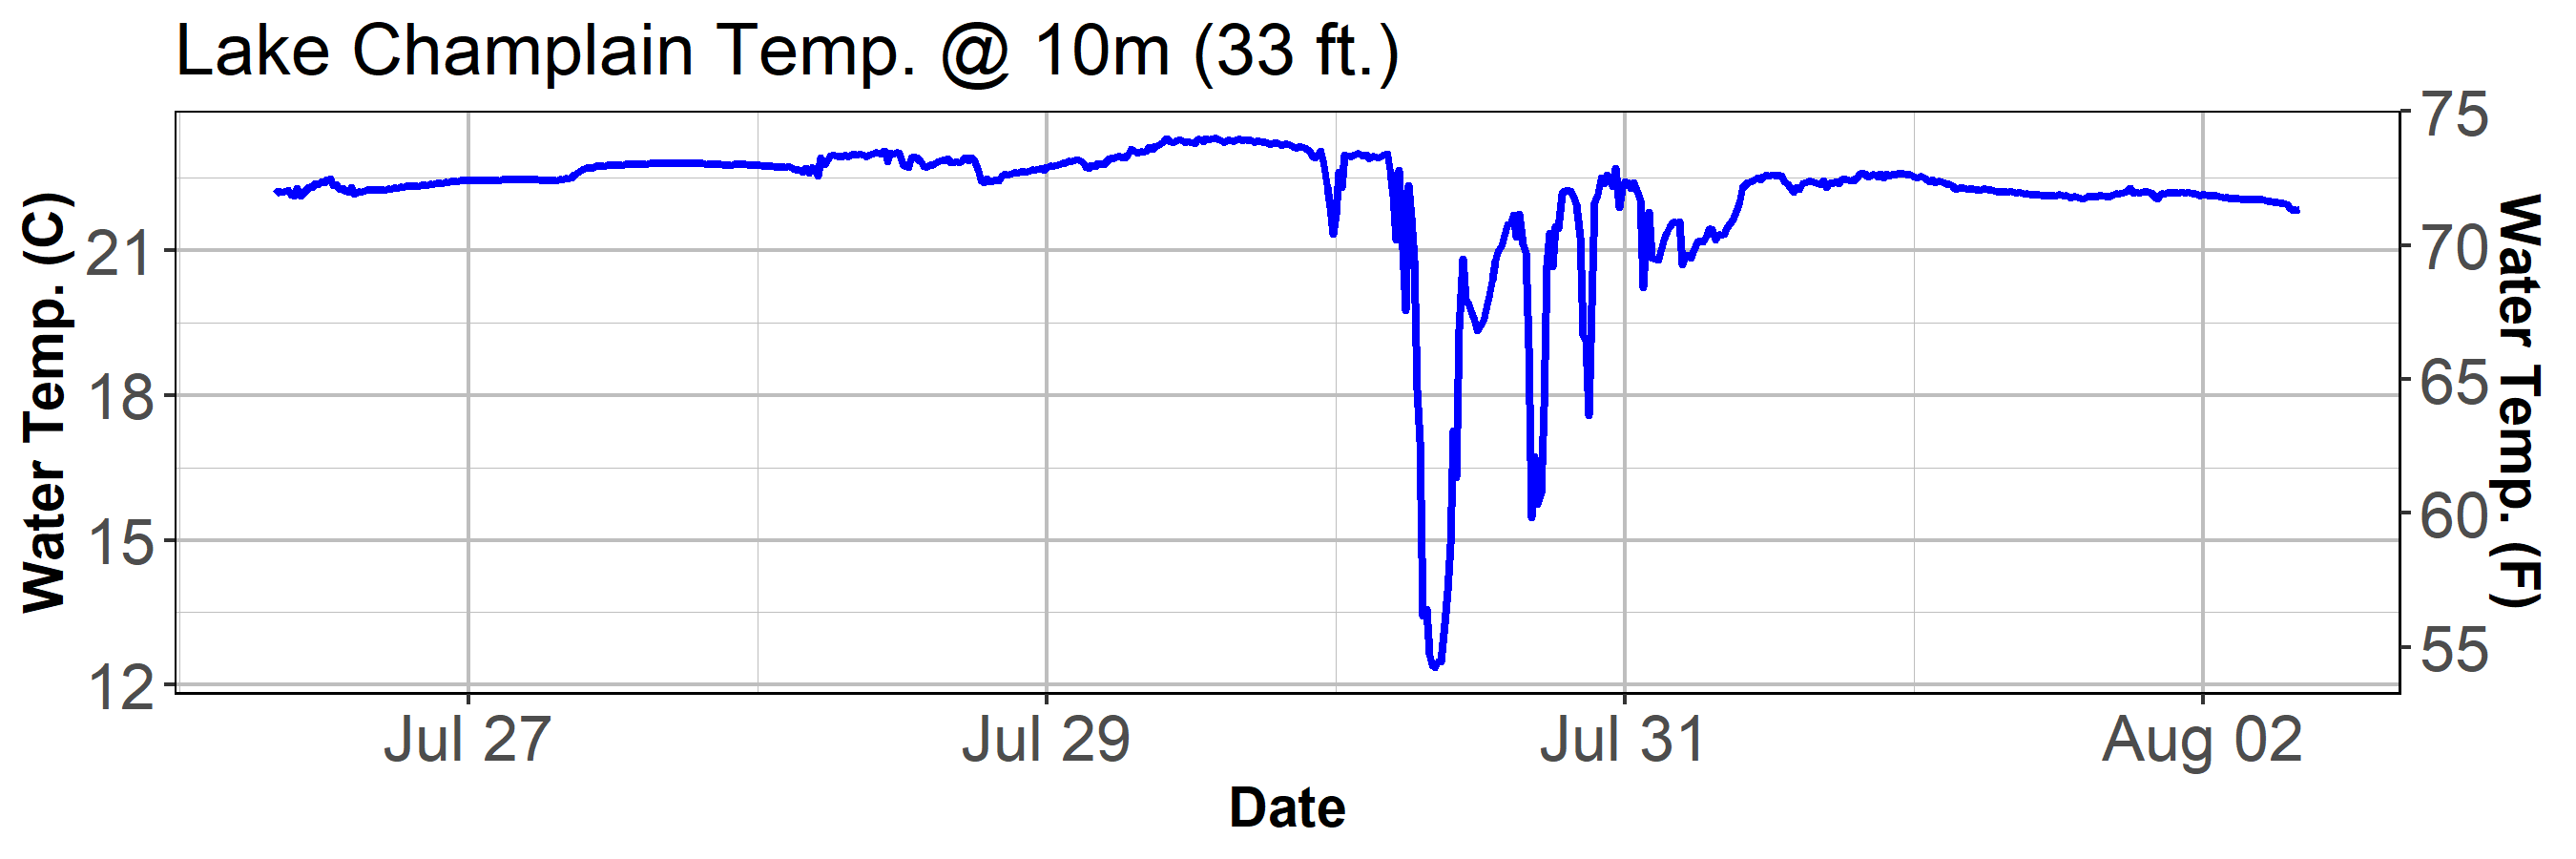 Lake Champlain Temp. @ 10m (33 ft.)
Water Temp. (C)
21
18
15
12
75
70
65
60
55
Water Temp. (F)
Jul 27
Jul 29
Jul 31
Aug 02
Date